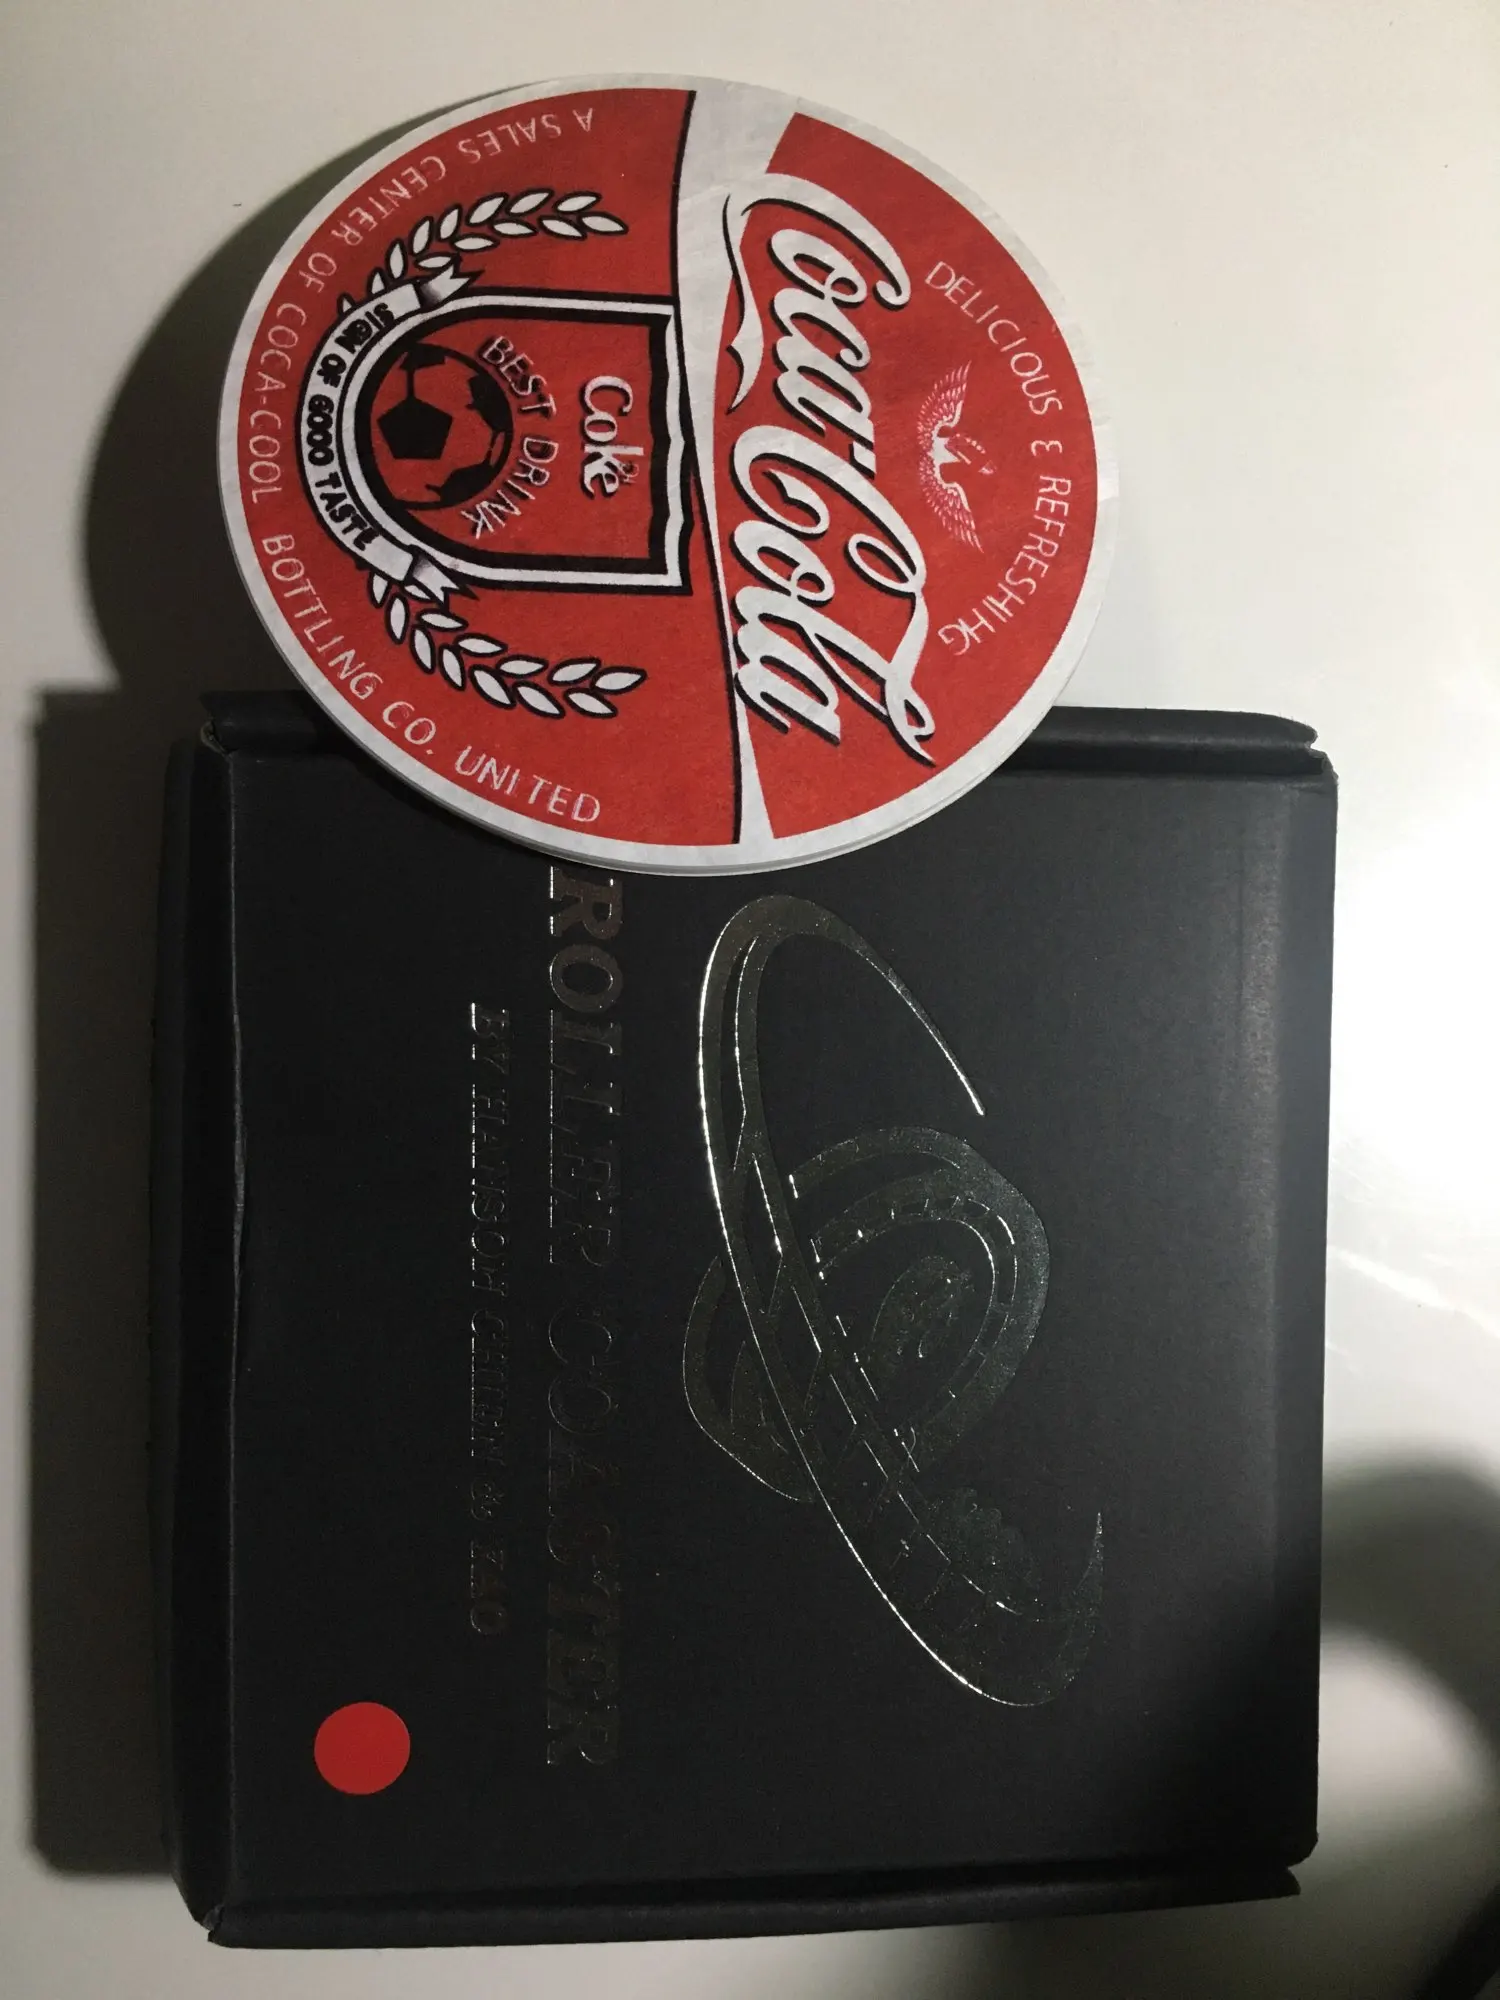 DELICIOUS & REFRESHIHG
Coca-Cola
Coke
BEST DRINK
SIGN OF GOOD TASTE
A SALES CENTER OF COCA-COOL BOTTLING CO. UNITED
ROLLER COASTER
BY HANSON CHIEN & YAO